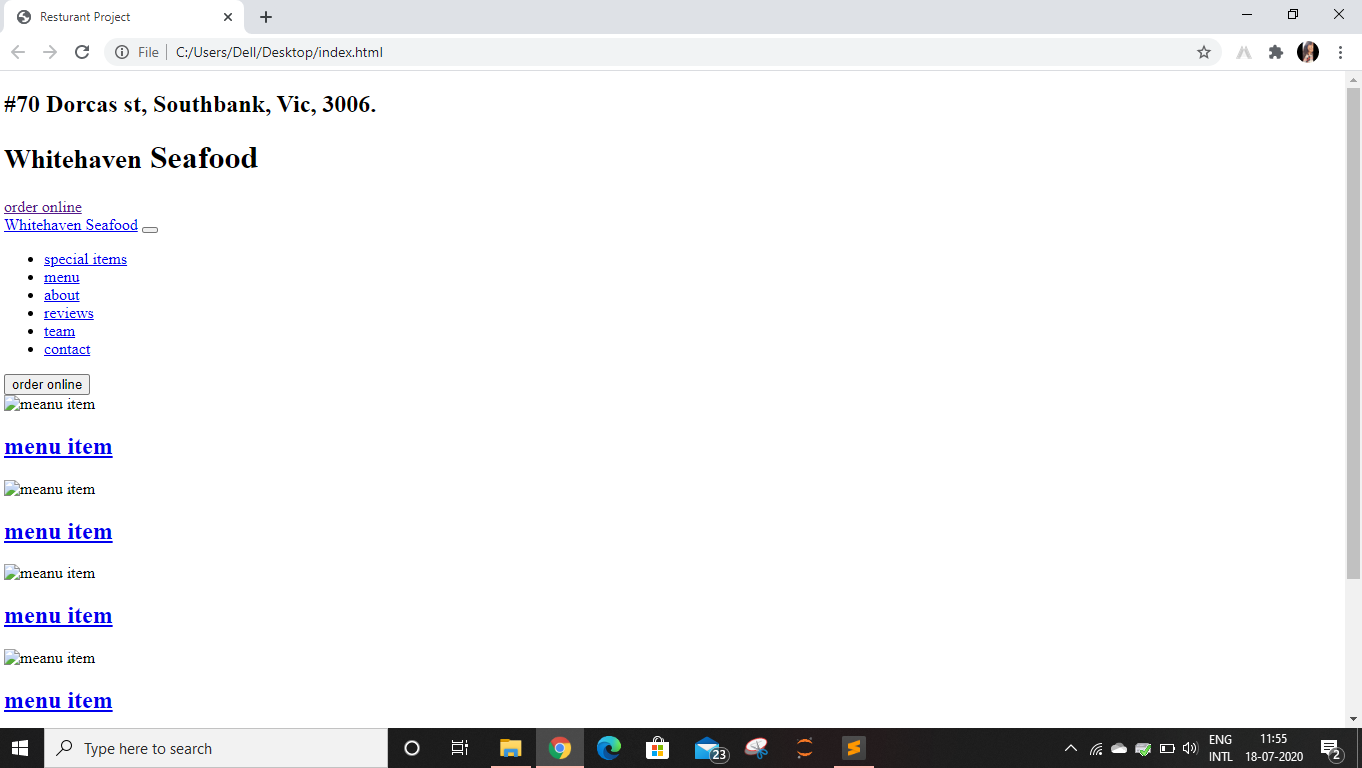 Resturant Project
File
C:/Users/Dell/Desktop/index.html
#70 Dorcas st, Southbank, Vic, 3006.
Whitehaven Seafood
order online
Whitehaven Seafood
special items
menu
about
reviews
team
contact
order online
meanu item
menu item
meanu item
menu item
meanu item
menu item
meanu item
menu item
Type here to search
23
ENG
INTL
11:55
18-07-2020
2